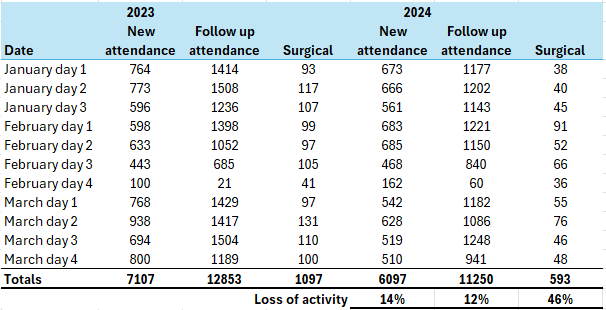 2023 2024
New Follow up New Follow up
Date attendance attendance Surgical attendance attendance Surgical
January day 1 764 1414 93 673 1177 38
January day 2 773 1508 117 666 1202 40
January day 3 596 1236 107 561 1143 45
February day 1 598 1398 99 683 1221 91
February day 2 633 1052 97 685 1150 52
February day 3 443 685 105 468 840 66
February day 4 100 21 41 162 60 36
March day 1 768 1429 97 542 1182 55
March day 2 938 1417 131 628 1086 76
March day 3 694 1504 110 519 1248 46
March day 4 800 1189 100 510 941 48
Totals 7107 12853 1097 6097 11250 593
Loss of activity 14% 12% 46%